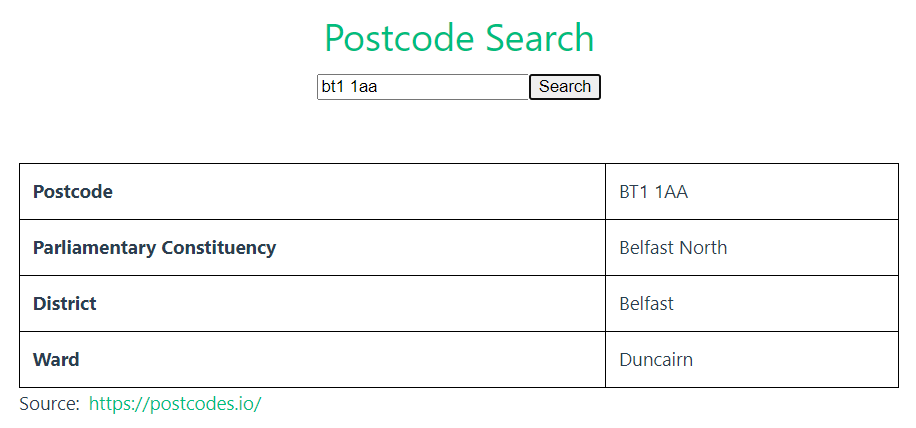 Postcode Search
bt1 1aa Search
Postcode BT1 1AA
Parliamentary Constituency Belfast North
District Belfast
Ward Duncairn
Source: https://postcodes.io/